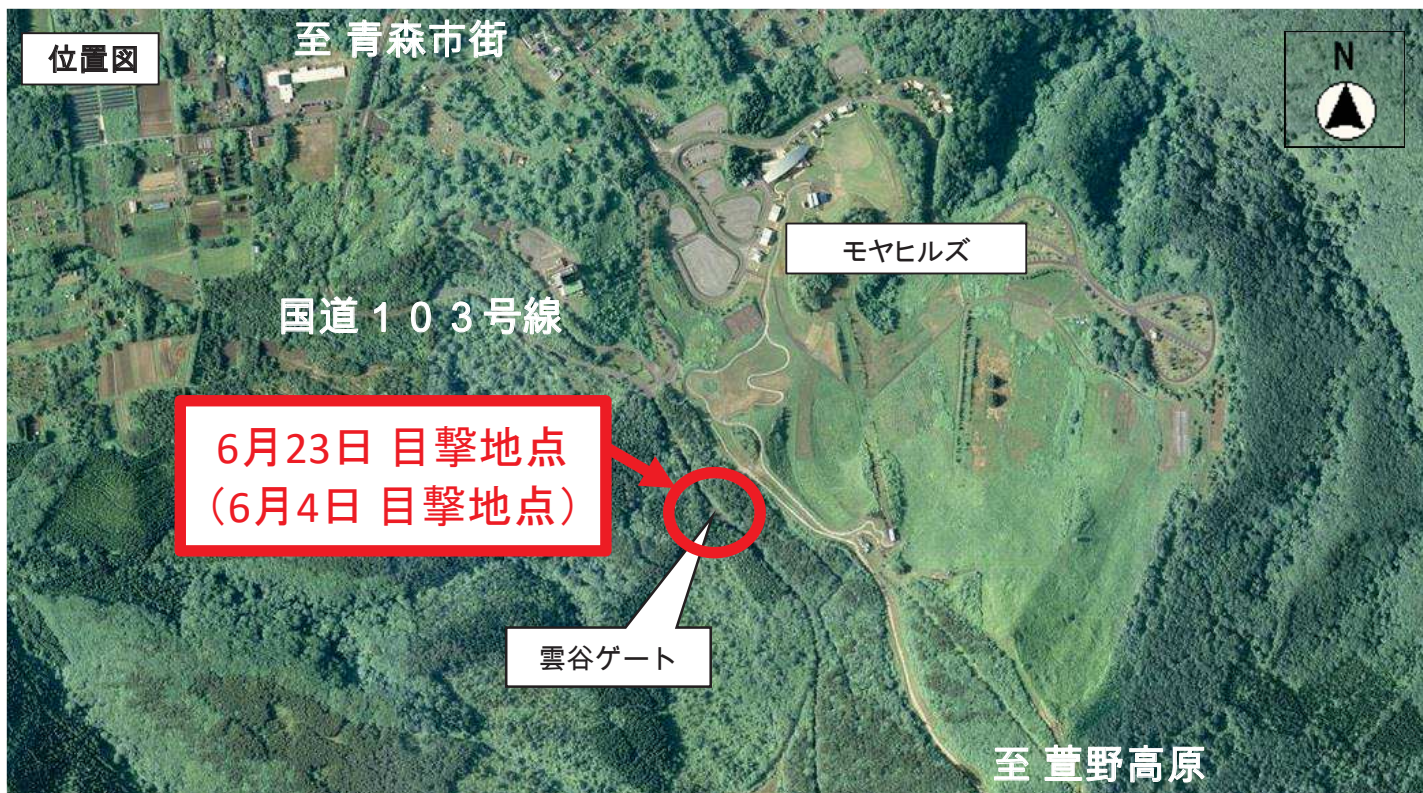 位置図
至 青森市街
N
モヤヒルズ
国道１０３号線
6月23日 目撃地点
（6月4日 目撃地点）
雲谷ゲート
至 萱野高原